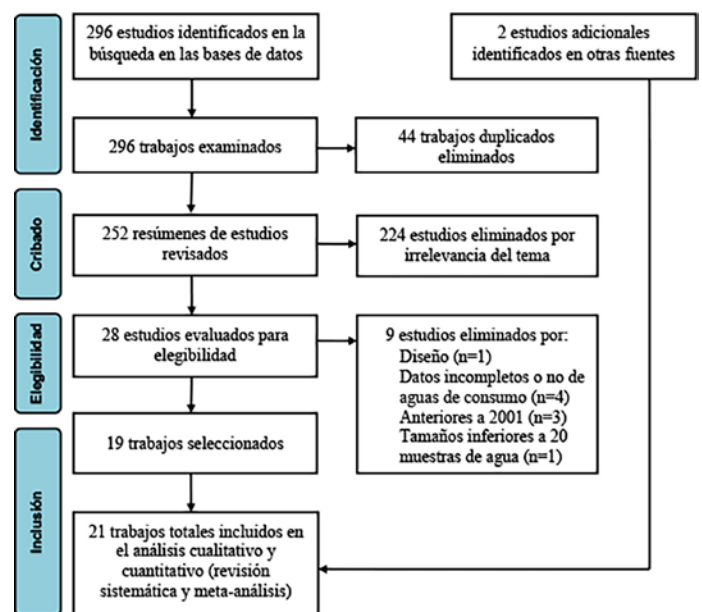 296 estudios identificados en la
búsqueda en las bases de datos
2 estudios adicionales
identificados en otras fuentes
Identificación
296 trabajos examinados
44 trabajos duplicados
eliminados
Cribado
252 resúmenes de estudios
revisados
224 estudios eliminados por
irrelevancia del tema
Elegibilidad
28 estudios evaluados para
elegibilidad
9 estudios eliminados por:
Diseño (n=1)
Datos incompletos o no de
aguas de consumo (n=4)
Anteriores a 2001 (n=3)
Tamaños inferiores a 20
muestras de agua (n=1)
Inclusión
19 trabajos seleccionados
21 trabajos totales incluidos en
el análisis cualitativo y
cuantitativo (revisión
sistemática y meta-análisis)